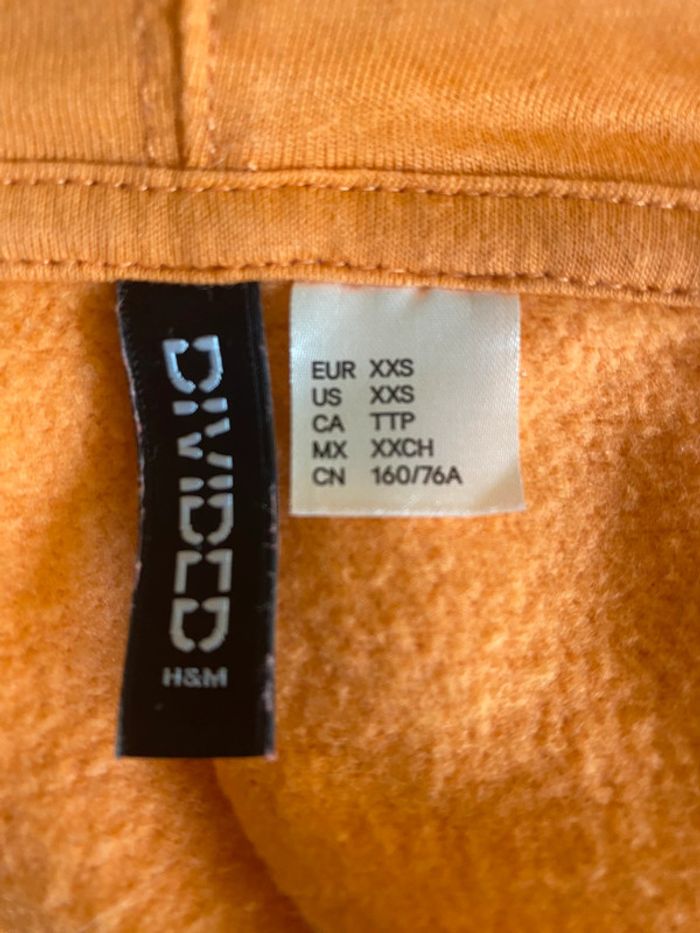 DIVIDED
H&M
EUR XXS
US XXS
CA TTP
MX XXCH
CN 160/76A